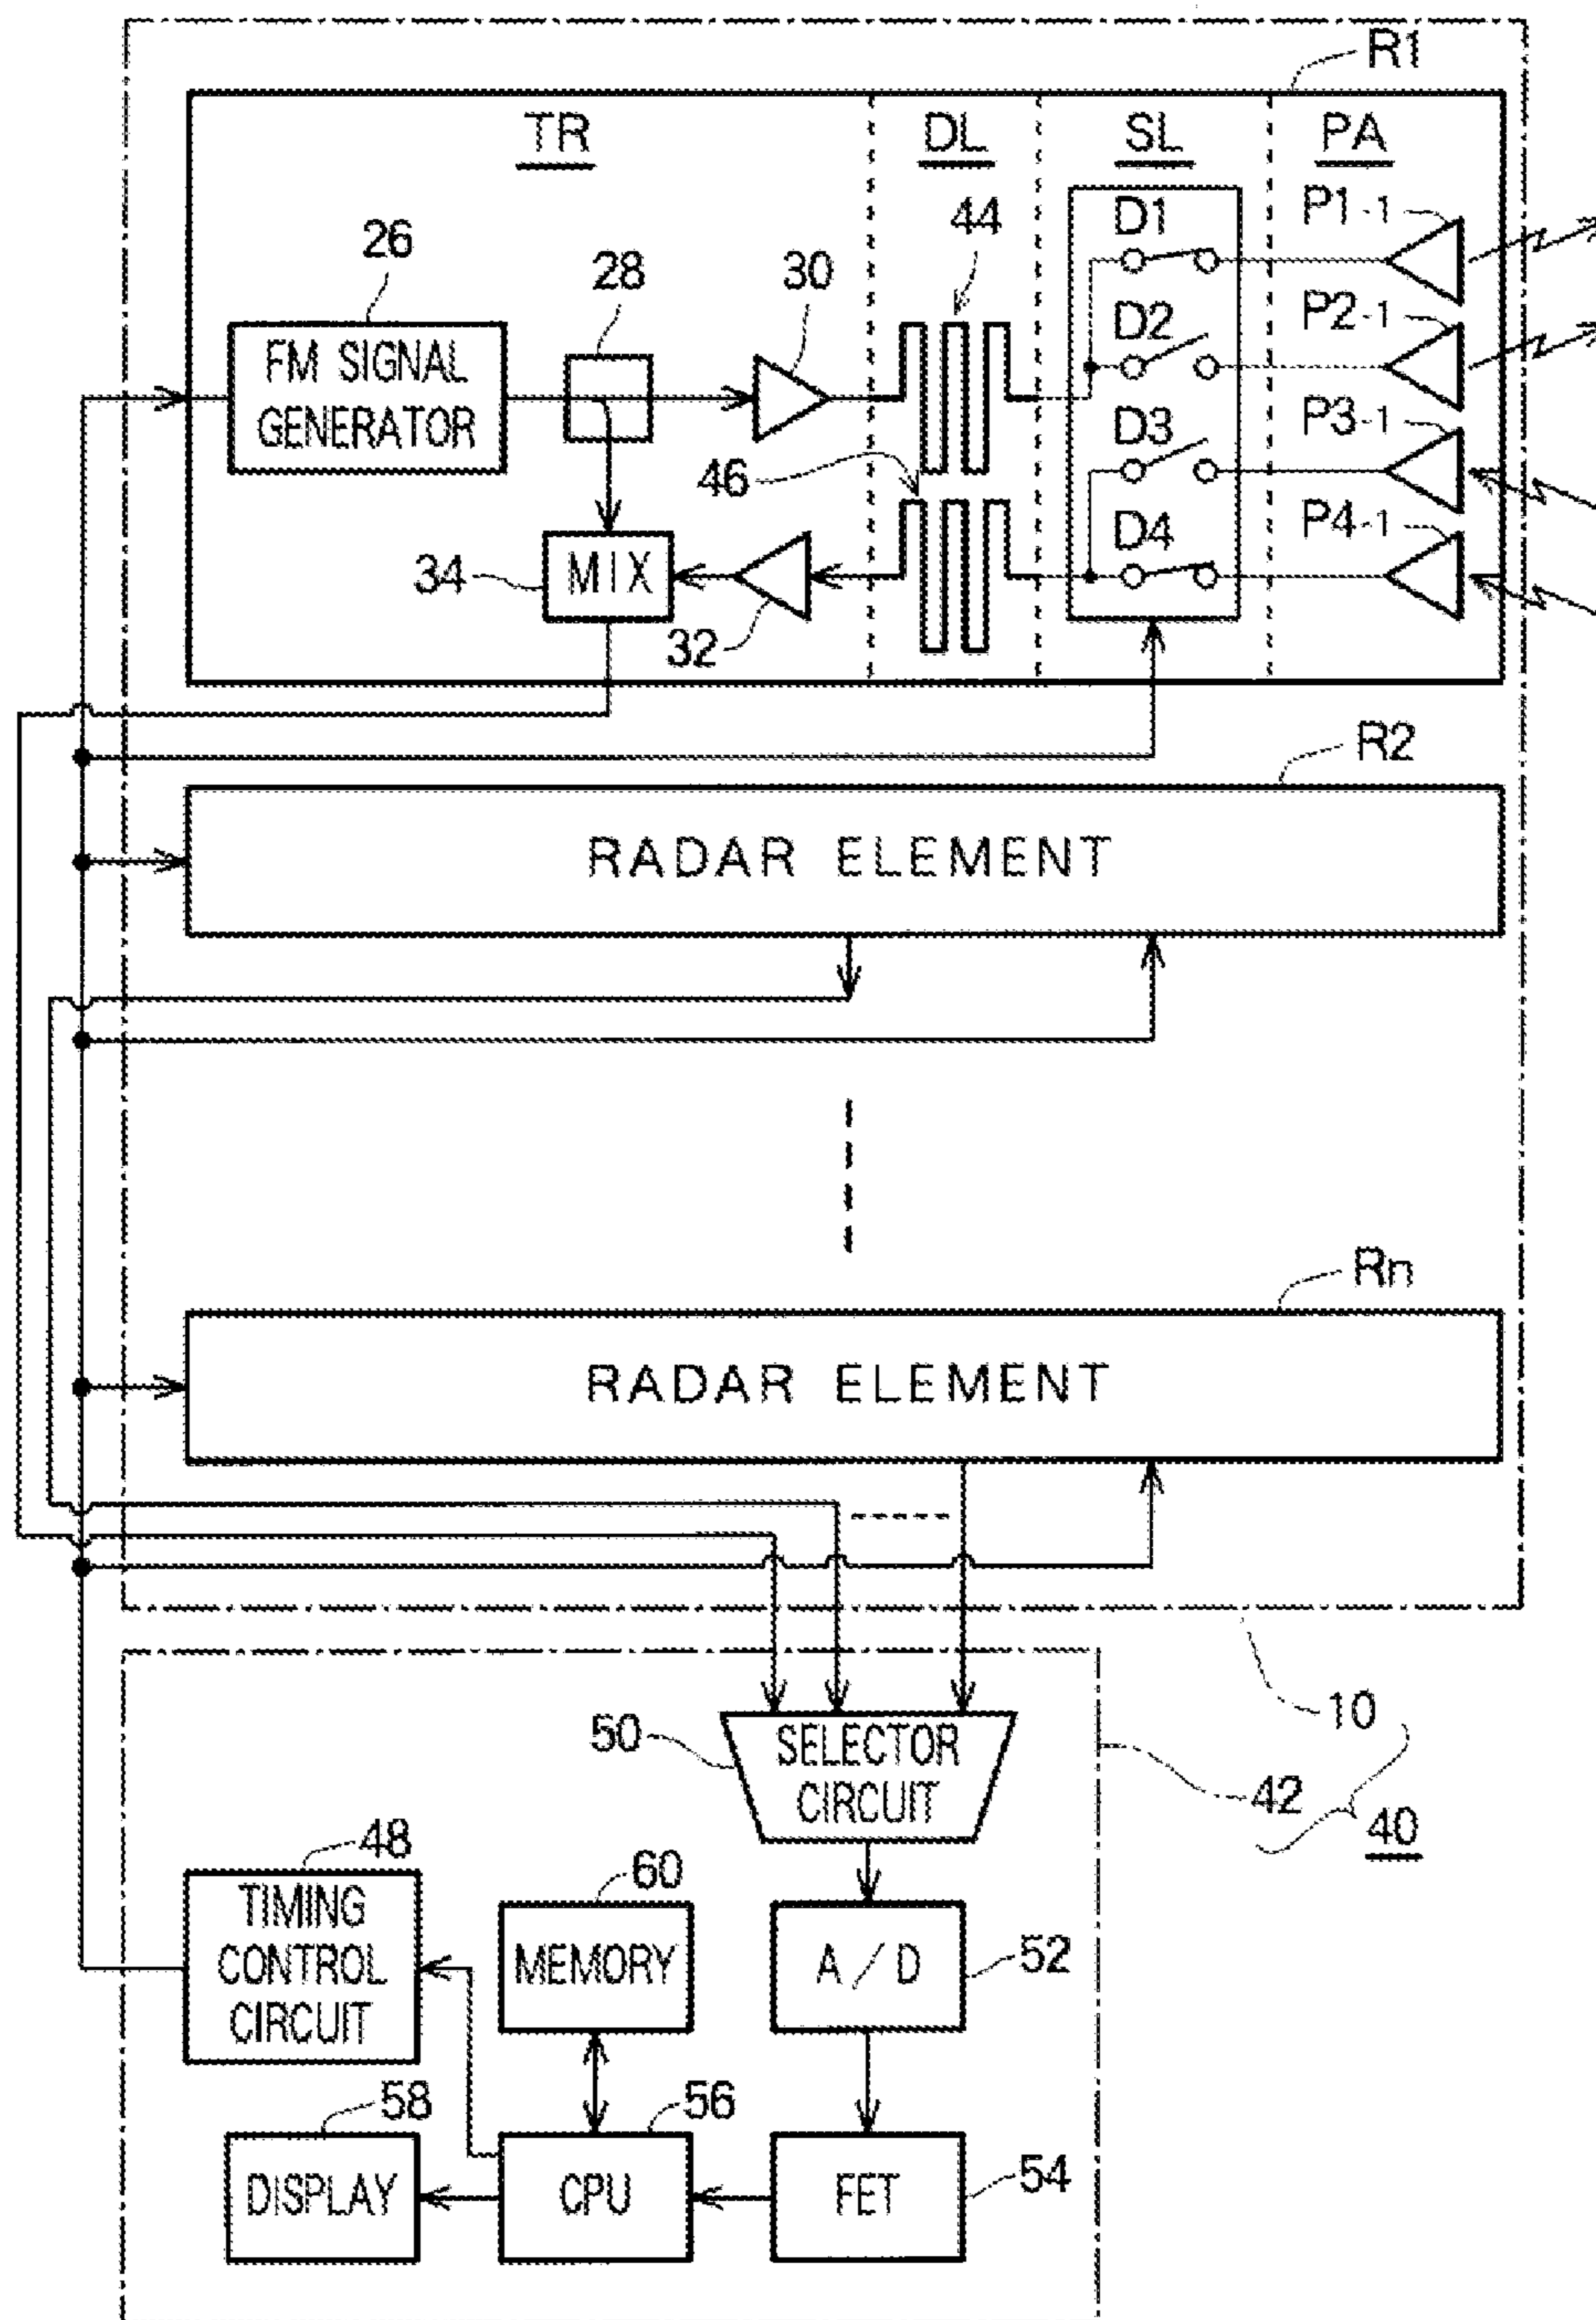 R1
TR
DL
SL
PA
26
28
30
44
D1
P1-1
FM SIGNAL
GENERATOR
D2
P2-1
46
D3
P3-1
34
MIX
32
D4
P4-1
R2
RADAR ELEMENT
Rn
RADAR ELEMENT
10
50
SELECTOR
CIRCUIT
42
40
48
TIMING
CONTROL
CIRCUIT
60
MEMORY
A/D
52
58
DISPLAY
56
CPU
FET
54